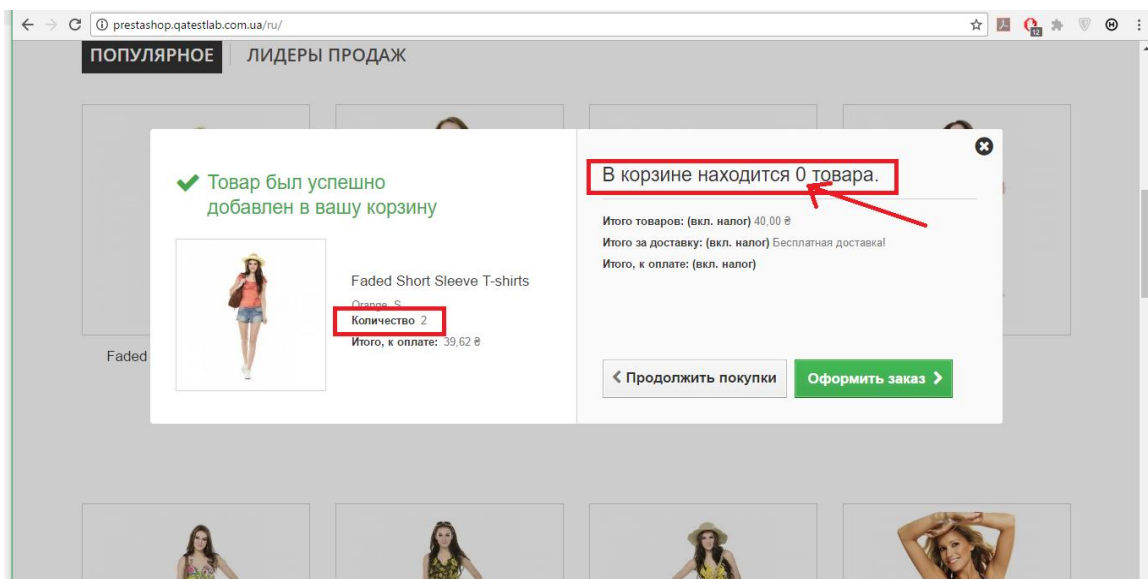 prestashop.qatestlab.com.ua/ru/
12
ПОПУЛЯРНОЕ
ЛИДЕРЫ ПРОДАЖ
Товар был успешно
добавлен в вашу корзину
Faded Short Sleeve T-shirts
Orange, S
Количество 2
Итого, к оплате: 39,62 ₴
В корзине находится 0 товара.
Итого товаров: (вкл. налог) 40,00 ₴
Итого за доставку: (вкл. налог) Бесплатная доставка!
Итого, к оплате: (вкл. налог)
Продолжить покупки
Оформить заказ
Faded